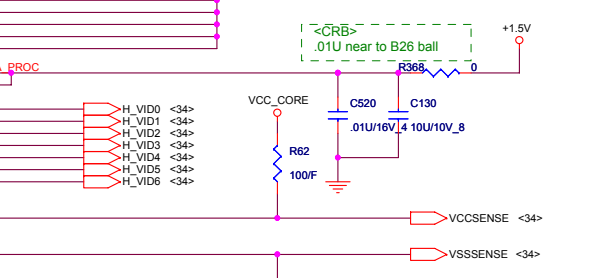 <CRB>
.01U near to B26 ball
+1.5V
_PROC
R368
0
VCC_CORE
C520
C130
.01U/16V_4
10U/10V_8
H_VID0 <34>
H_VID1 <34>
H_VID2 <34>
H_VID3 <34>
H_VID4 <34>
H_VID5 <34>
H_VID6 <34>
R62
100/F
VCCSENSE <34>
VSSSENSE <34>